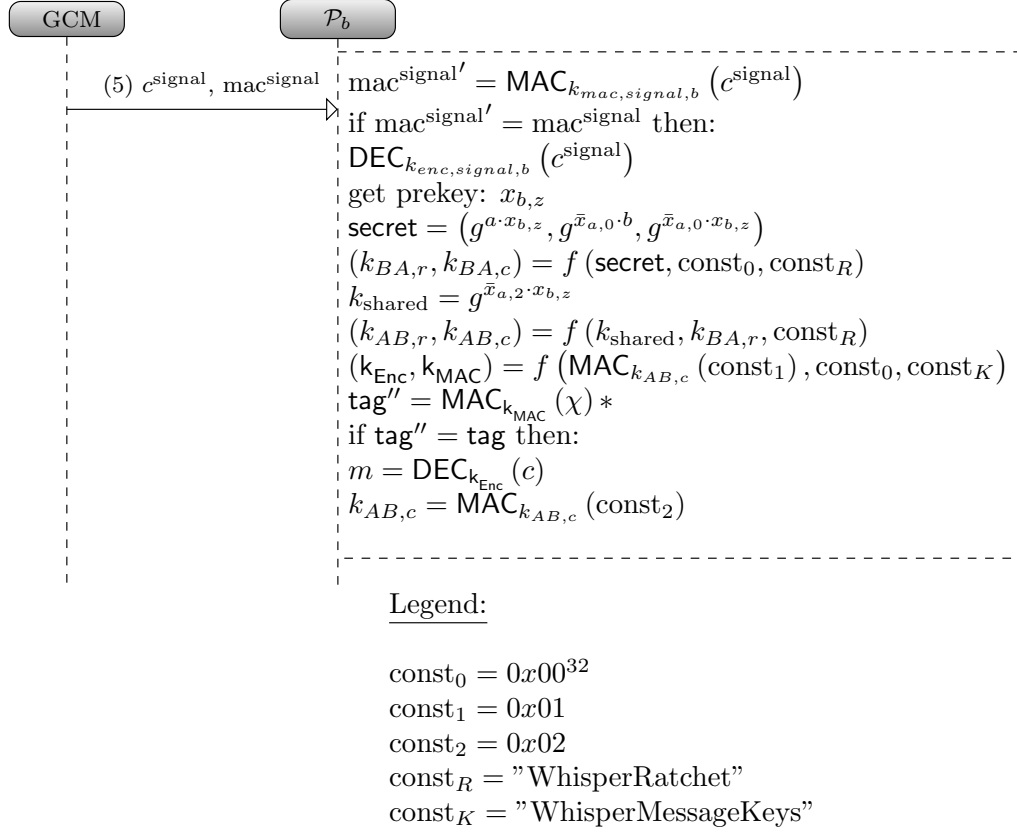 GCM
𝒫_b
(5) c^signal, mac^signal
mac^signal′ = MAC_{k_{mac,signal,b}} (c^signal)
if mac^signal′ = mac^signal then:
DEC_{k_{enc,signal,b}} (c^signal)
get prekey: x_{b,z}
secret = (g^{a·x_{b,z}}, g^{x̄_{a,0}·b}, g^{x̄_{a,0}·x_{b,z}})
(k_{BA,r}, k_{BA,c}) = f (secret, const_0, const_R)
k_shared = g^{x̄_{a,2}·x_{b,z}}
(k_{AB,r}, k_{AB,c}) = f (k_shared, k_{BA,r}, const_R)
(k_Enc, k_MAC) = f (MAC_{k_{AB,c}} (const_1), const_0, const_K)
tag″ = MAC_{k_MAC} (χ) ∗
if tag″ = tag then:
m = DEC_{k_Enc} (c)
k_{AB,c} = MAC_{k_{AB,c}} (const_2)
Legend:
const_0 = 0x00^32
const_1 = 0x01
const_2 = 0x02
const_R = ”WhisperRatchet”
const_K = ”WhisperMessageKeys”